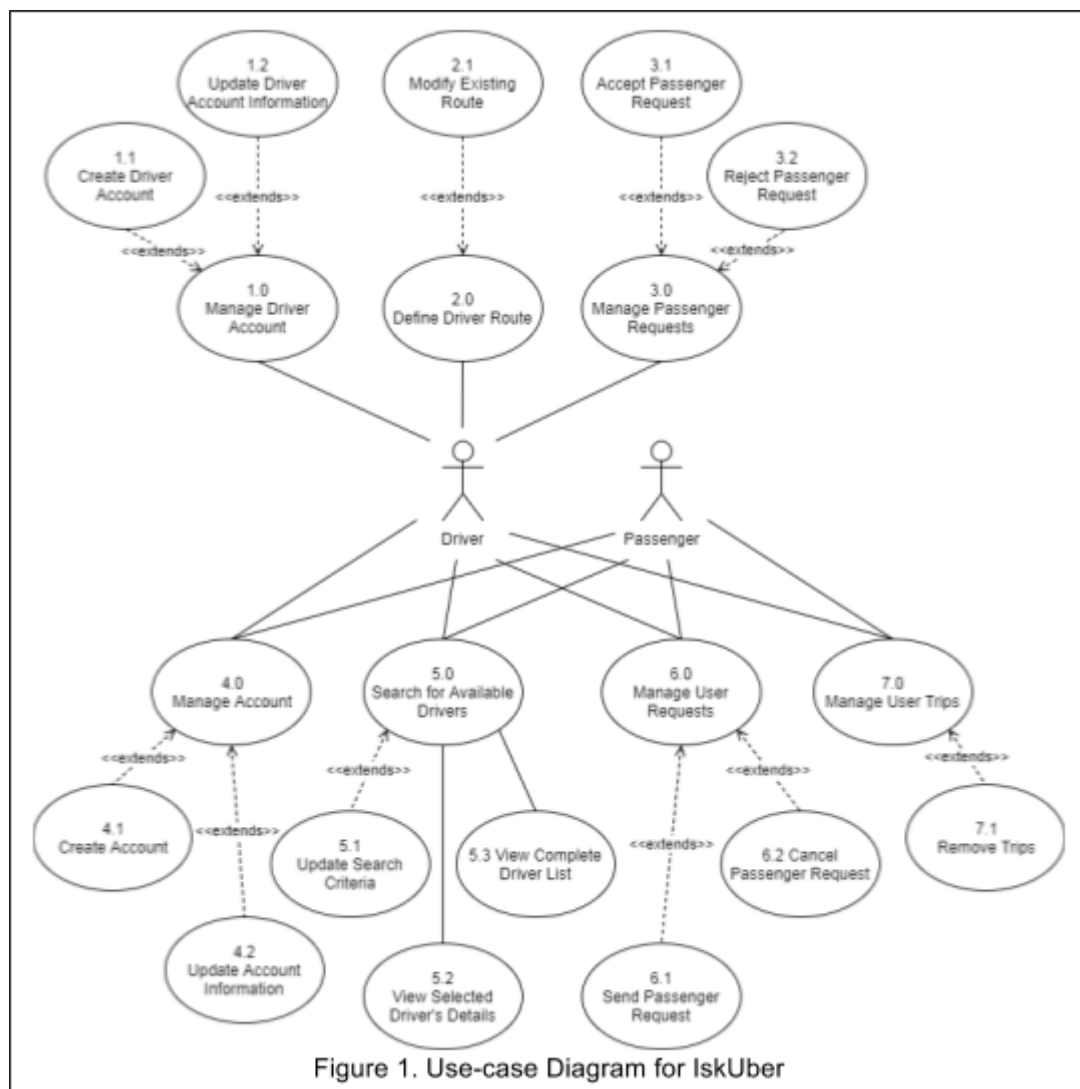 1.2
Update Driver
Account Information
2.1
Modify Existing
Route
3.1
Accept Passenger
Request
1.1
Create Driver
Account
3.2
Reject Passenger
Request
<<extends>>
<<extends>>
<<extends>>
<<extends>>
<<extends>>
1.0
Manage Driver
Account
2.0
Define Driver Route
3.0
Manage Passenger
Requests
Driver
Passenger
4.0
Manage Account
5.0
Search for Available
Drivers
6.0
Manage User
Requests
7.0
Manage User Trips
<<extends>>
<<extends>>
<<extends>>
<<extends>>
<<extends>>
<<extends>>
4.1
Create Account
5.1
Update Search
Criteria
5.3 View Complete
Driver List
6.2 Cancel
Passenger Request
7.1
Remove Trips
4.2
Update Account
Information
5.2
View Selected
Driver's Details
6.1
Send Passenger
Request
Figure 1. Use-case Diagram for IskUber